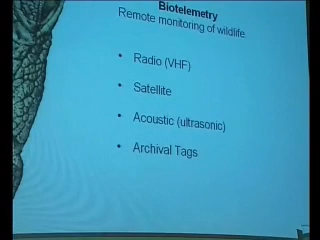 Biotelemetry
Remote monitoring of wildlife
• Radio (VHF)
• Satellite
• Acoustic (ultrasonic)
• Archival Tags